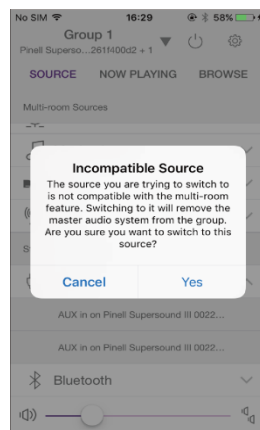 No SIM 16:29 58%
Group 1
Pinell Superso...261f400d2 + 1
SOURCE NOW PLAYING BROWSE
Multi-room Sources
Incompatible Source
The source you are trying to switch to
is not compatible with the multi-room
feature. Switching to it will remove the
master audio system from the group.
Are you sure you want to switch to this
source?
Cancel Yes
AUX in on Pinell Supersound III 0022...
AUX in on Pinell Supersound III 0022...
Bluetooth